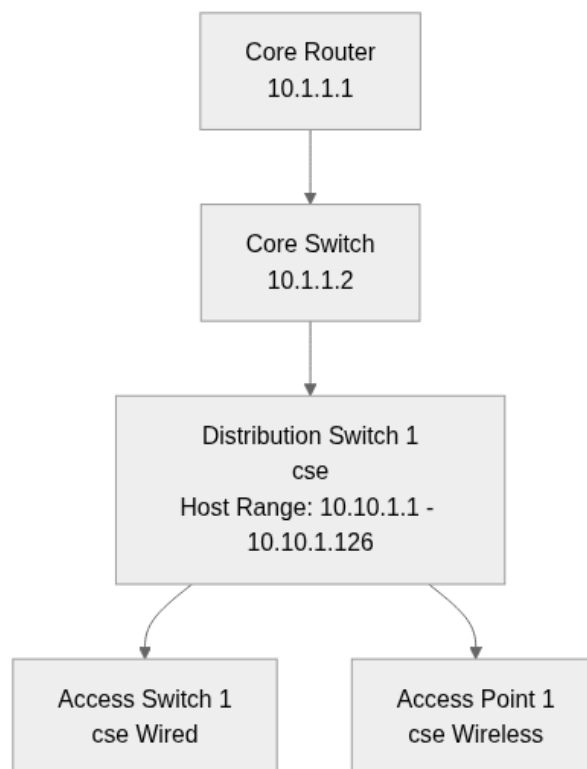 Core Router
10.1.1.1
Core Switch
10.1.1.2
Distribution Switch 1
cse
Host Range: 10.10.1.1 -
10.10.1.126
Access Switch 1
cse Wired
Access Point 1
cse Wireless